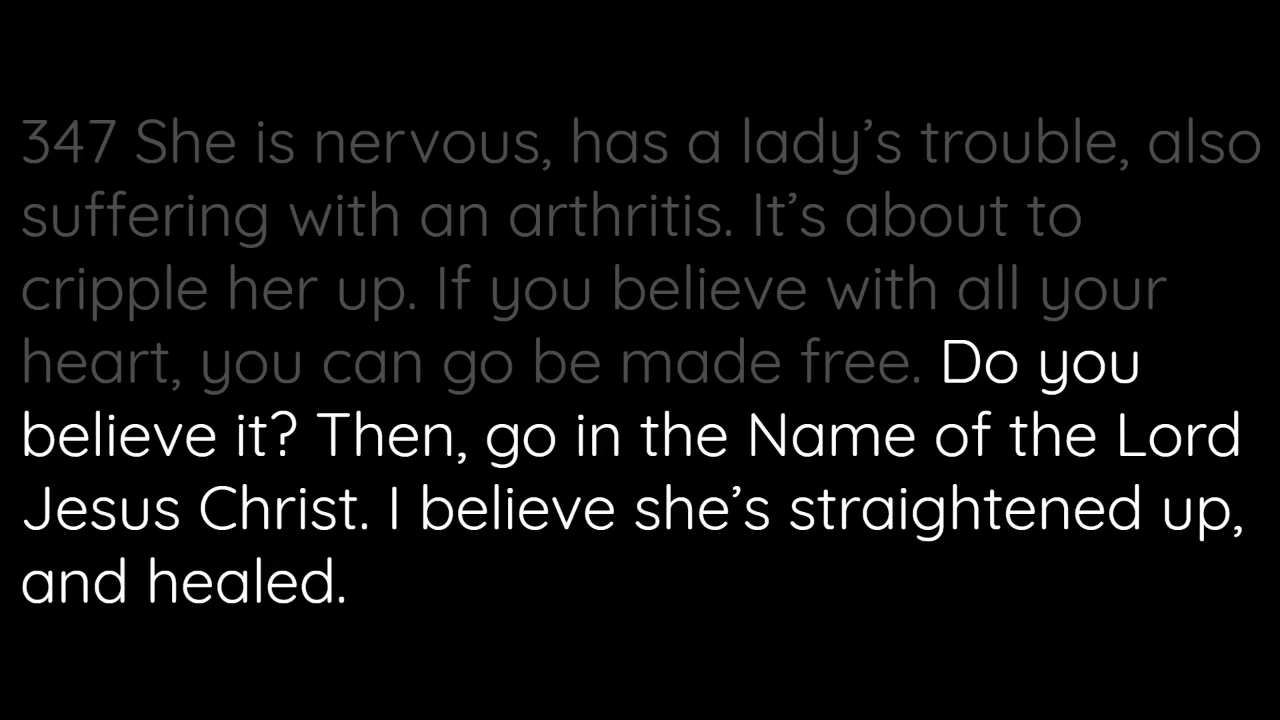 347 She is nervous, has a lady’s trouble, also
suffering with an arthritis. It’s about to
cripple her up. If you believe with all your
heart, you can go be made free. Do you
believe it? Then, go in the Name of the Lord
Jesus Christ. I believe she’s straightened up,
and healed.